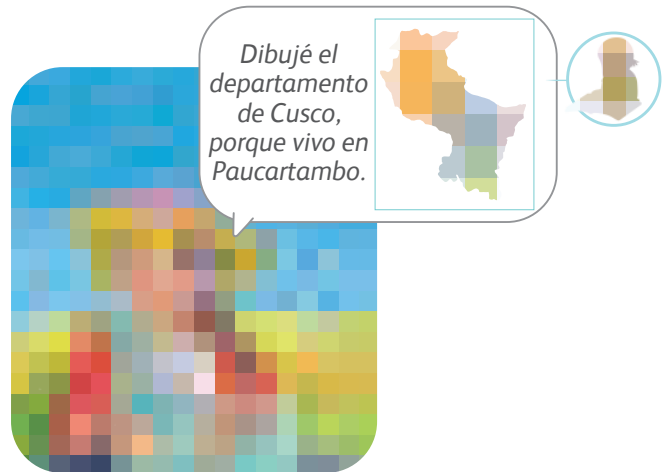 Dibujé el
departamento
de Cusco,
porque vivo en
Paucartambo.